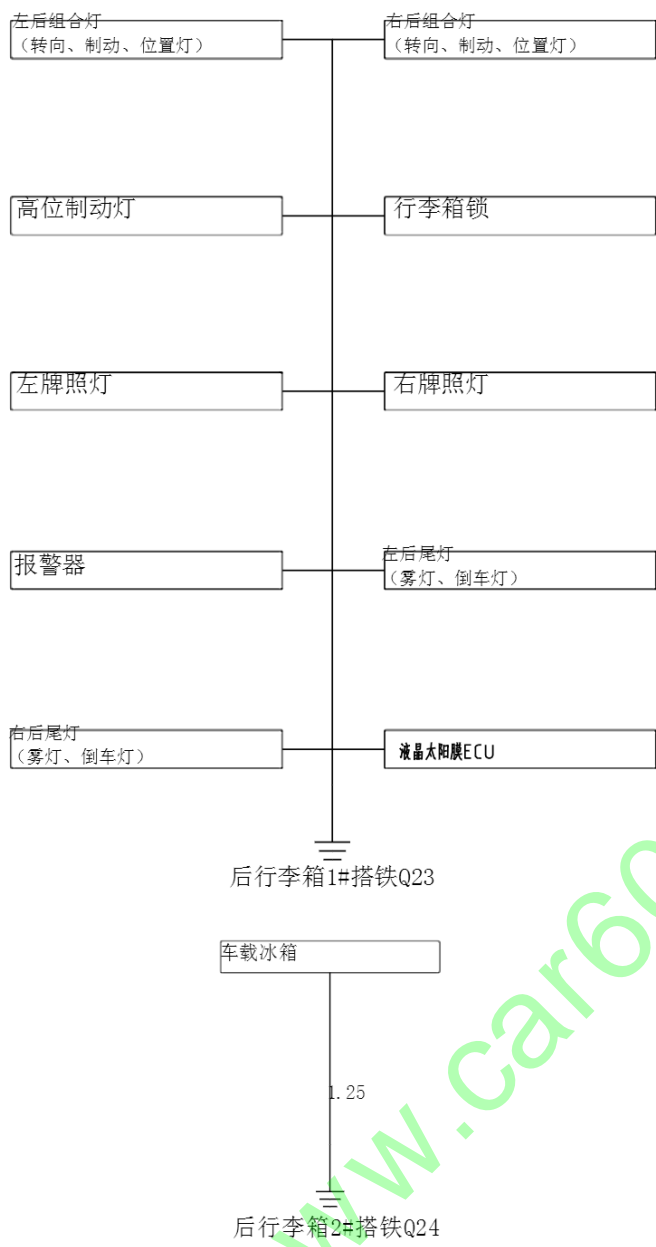 左后组合灯
（转向、制动、位置灯）
右后组合灯
（转向、制动、位置灯）
高位制动灯
行李箱锁
左牌照灯
右牌照灯
报警器
左后尾灯
（雾灯、倒车灯）
右后尾灯
（雾灯、倒车灯）
液晶太阳膜ECU
后行李箱1#搭铁Q23
车载冰箱
1.25
后行李箱2#搭铁Q24